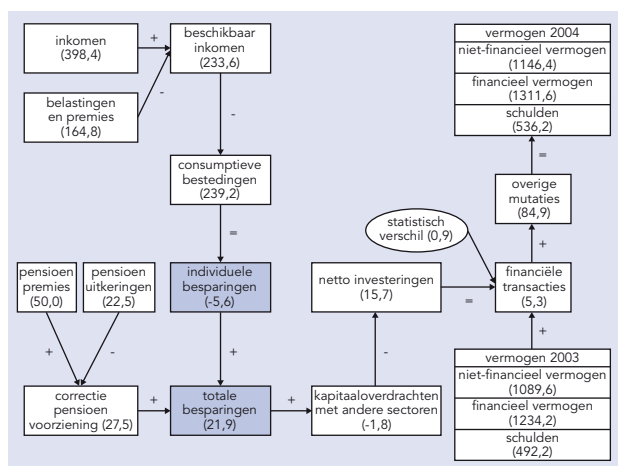 inkomen
(398,4)
+
beschikbaar
inkomen
(233,6)
-
belastingen
en premies
(164,8)
-
consumptieve
bestedingen
(239,2)
=
pensioen
premies
(50,0)
pensioen
uitkeringen
(22,5)
individuele
besparingen
(-5,6)
+
-
+
correctie
pensioen
voorziening (27,5)
+
totale
besparingen
(21,9)
+
kapitaaloverdrachten
met andere sectoren
(-1,8)
-
netto investeringen
(15,7)
=
statistisch
verschil (0,9)
financiële
transacties
(5,3)
+
overige
mutaties
(84,9)
=
vermogen 2004
niet-financieel vermogen
(1146,4)
financieel vermogen
(1311,6)
schulden
(536,2)
+
vermogen 2003
niet-financieel vermogen
(1089,6)
financieel vermogen
(1234,2)
schulden
(492,2)